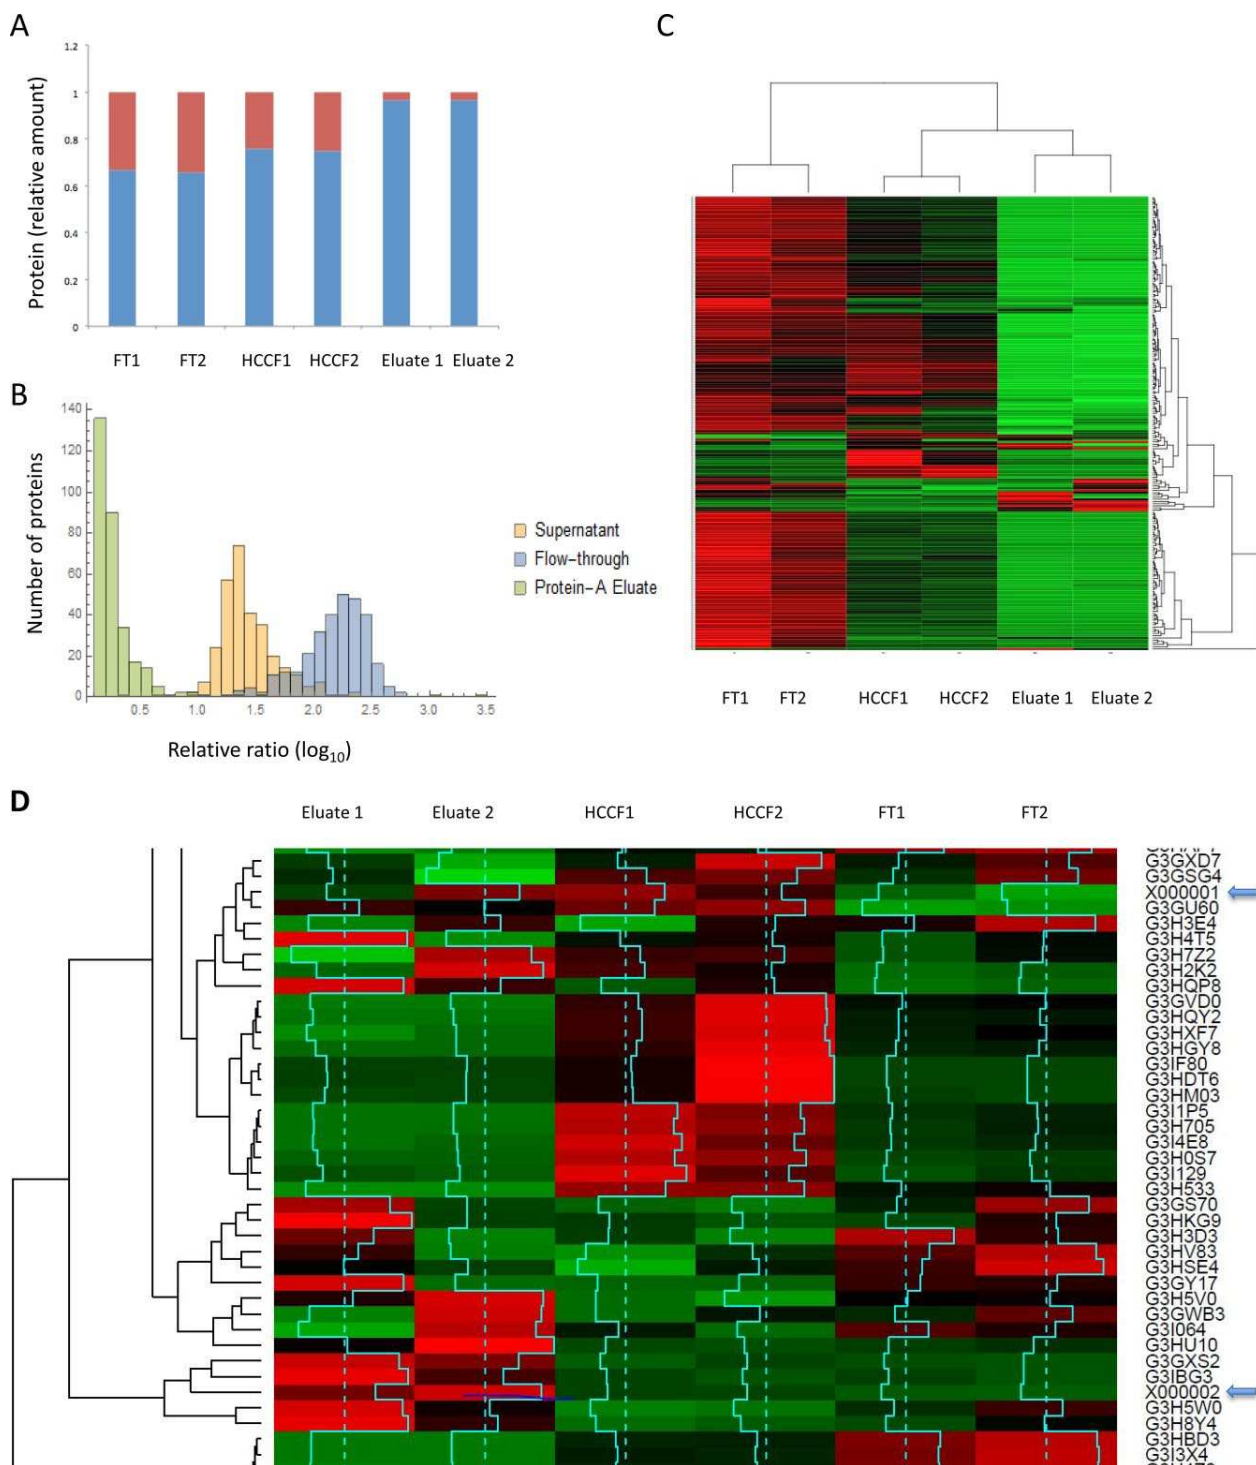 A
Protein (relative amount)
1.2
1
0.8
0.6
0.4
0.2
0
FT1 FT2 HCCF1 HCCF2 Eluate 1 Eluate 2
B
Number of proteins
140
120
100
80
60
40
20
0
0.5 1.0 1.5 2.0 2.5 3.0 3.5
Relative ratio (log10)
Supernatant
Flow-through
Protein-A Eluate
C
FT1 FT2 HCCF1 HCCF2 Eluate 1 Eluate 2
D
Eluate 1 Eluate 2 HCCF1 HCCF2 FT1 FT2
G3GXD7
G3GSG4
X000001
G3GU60
G3H3E4
G3H4T5
G3H7Z2
G3H2K2
G3HQP8
G3GVD0
G3HQY2
G3HXF7
G3HGY8
G3IF80
G3HDT6
G3HM03
G3I1P5
G3H705
G3I4E8
G3H0S7
G3I129
G3H533
G3GS70
G3HKG9
G3H3D3
G3HV83
G3HSE4
G3GY17
G3H5V0
G3GWB3
G3I064
G3HU10
G3GXS2
G3IBG3
X000002
G3H5W0
G3H8Y4
G3HBD3
G3I3X4